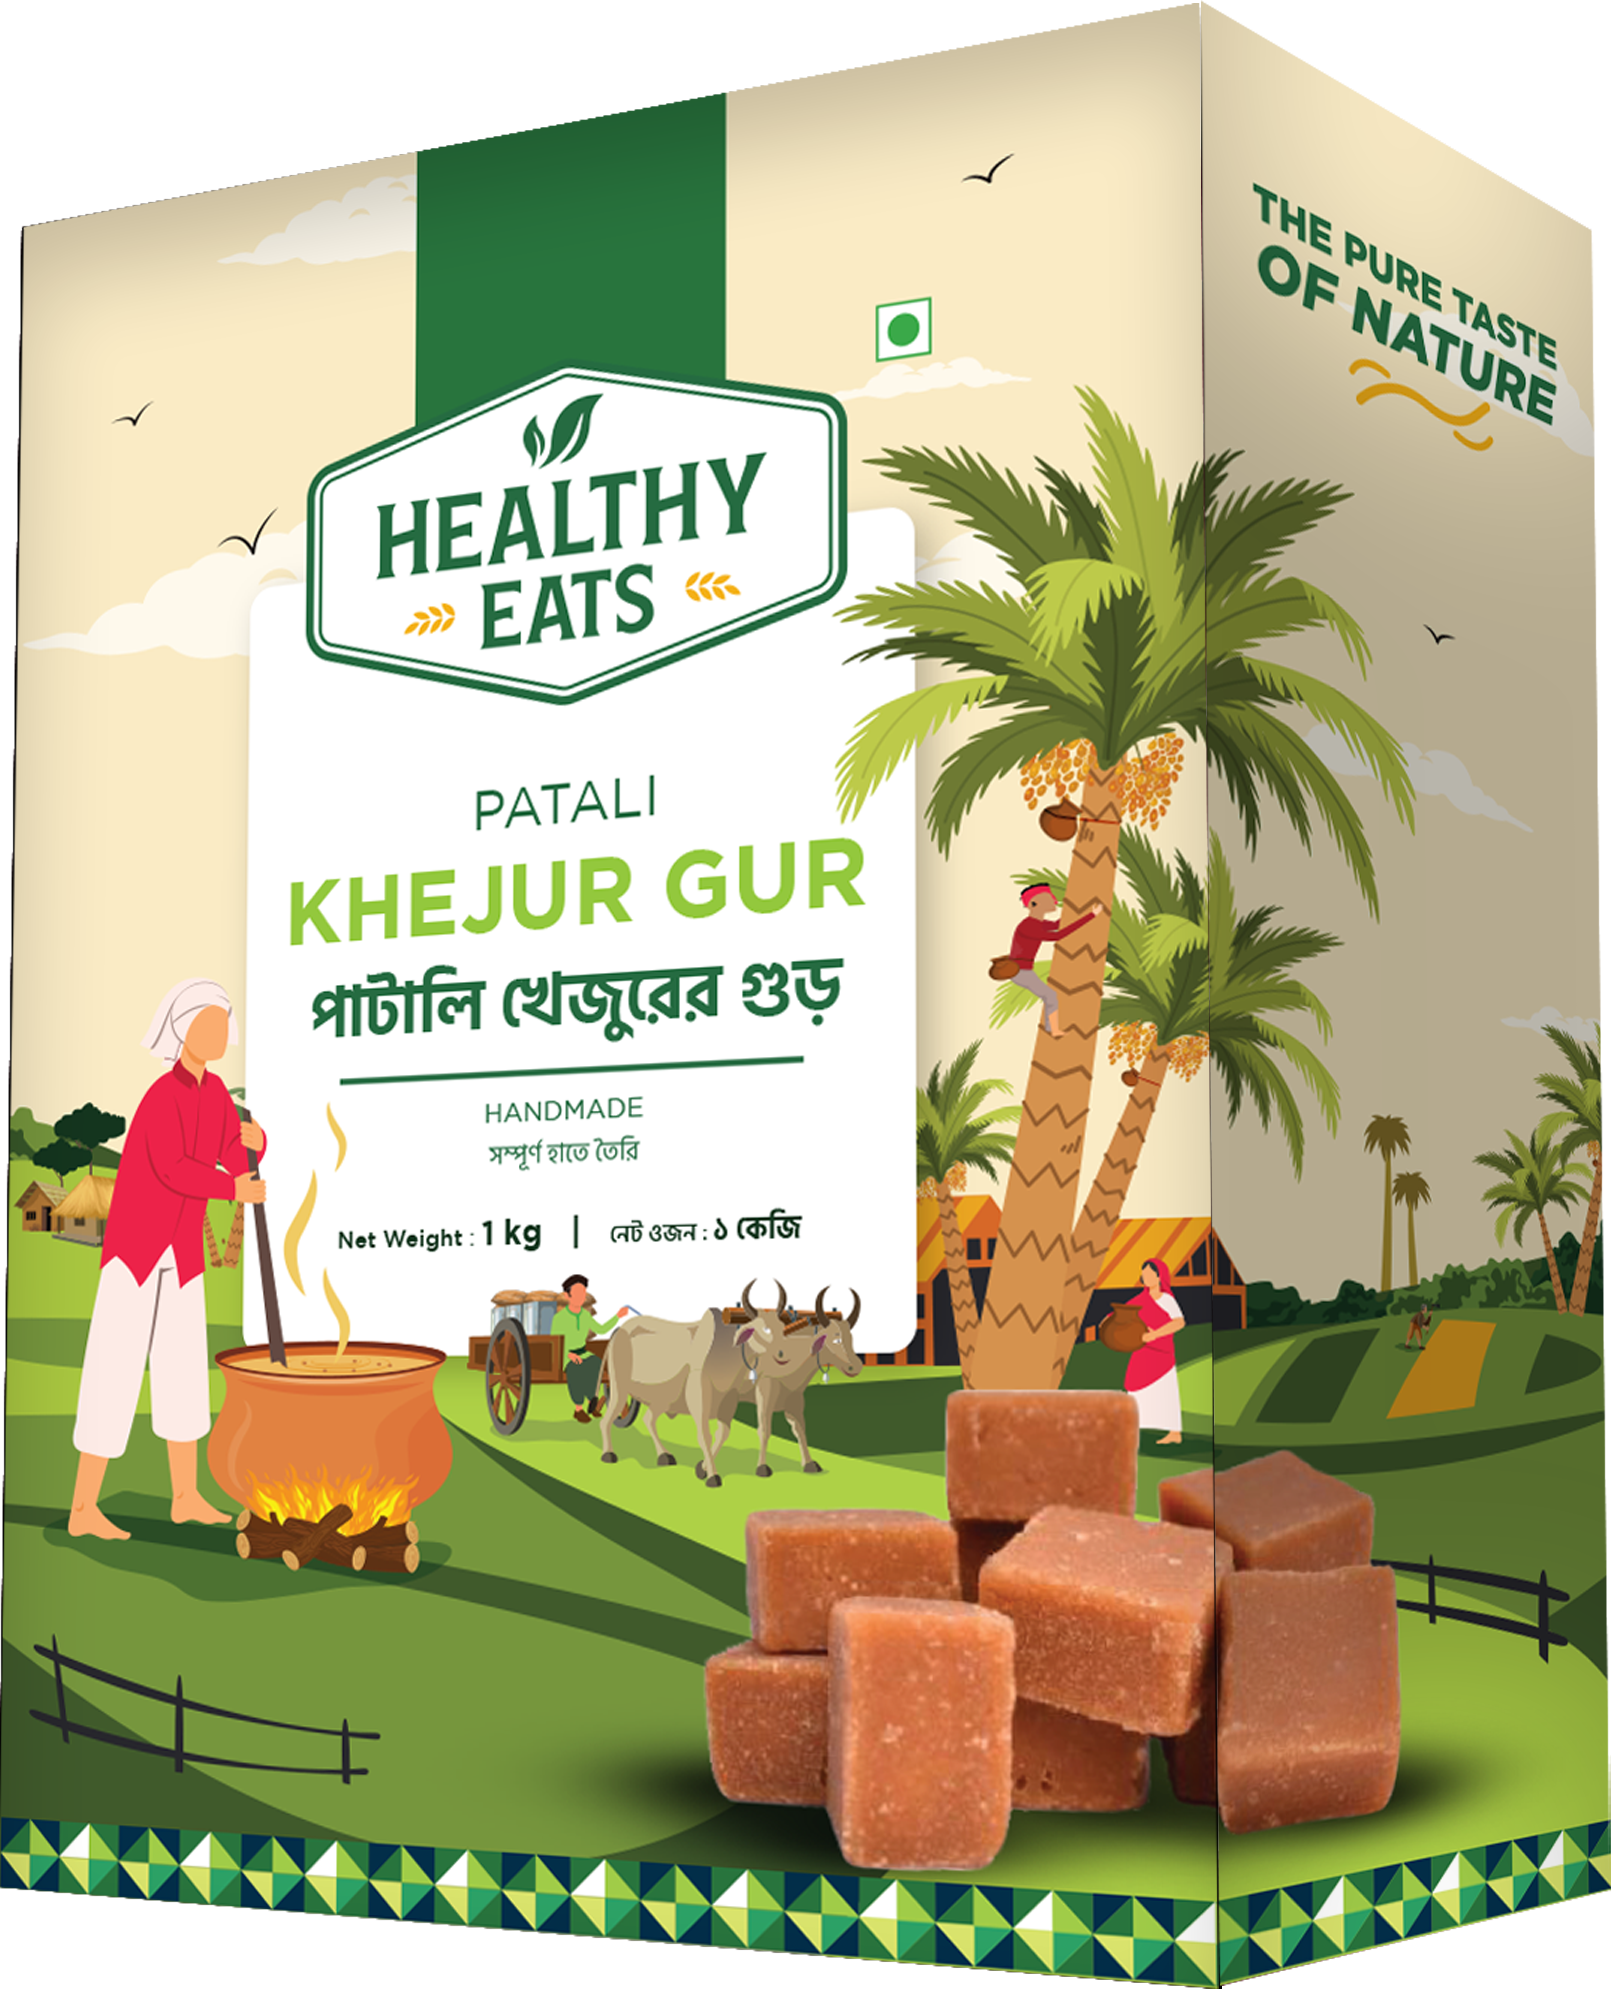 HEALTHY
EATS
PATALI
KHEJUR GUR
পাটালি খেজুরের গুড়
HANDMADE
সম্পূর্ণ হাতে তৈরি
Net Weight : 1 kg | নেট ওজন : ১ কেজি
THE PURE TASTE
OF NATURE